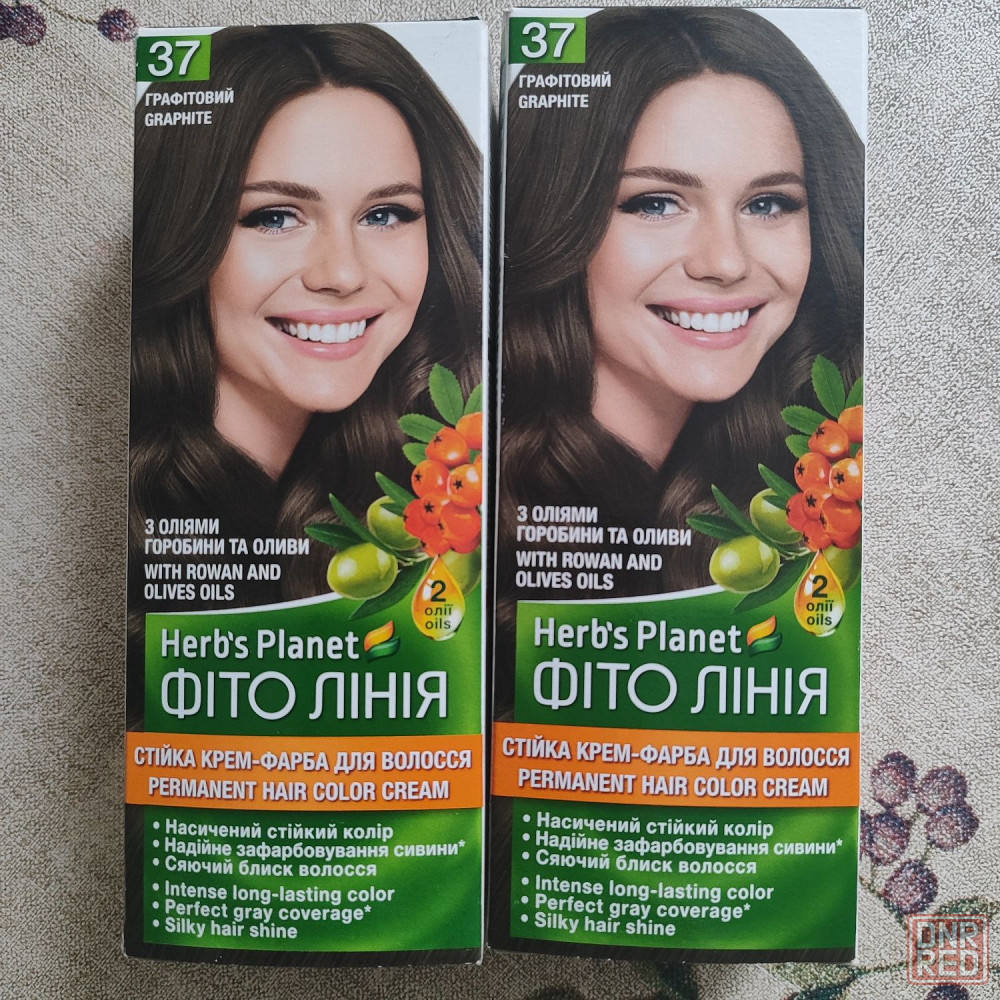 37
ГРАФІТОВИЙ
GRAPHITE
З ОЛІЯМИ
ГОРОБИНИ ТА ОЛИВИ
WITH ROWAN AND
OLIVES OILS
2
олії
oils
Herb's Planet
ФІТО ЛІНІЯ
СТІЙКА КРЕМ-ФАРБА ДЛЯ ВОЛОССЯ
PERMANENT HAIR COLOR CREAM
• Насичений стійкий колір
• Надійне зафарбовування сивини*
• Сяючий блиск волосся
• Intense long-lasting color
• Perfect gray coverage*
• Silky hair shine
37
ГРАФІТОВИЙ
GRAPHITE
З ОЛІЯМИ
ГОРОБИНИ ТА ОЛИВИ
WITH ROWAN AND
OLIVES OILS
2
олії
oils
Herb's Planet
ФІТО ЛІНІЯ
СТІЙКА КРЕМ-ФАРБА ДЛЯ ВОЛОССЯ
PERMANENT HAIR COLOR CREAM
• Насичений стійкий колір
• Надійне зафарбовування сивини*
• Сяючий блиск волосся
• Intense long-lasting color
• Perfect gray coverage*
• Silky hair shine
DNR
RED